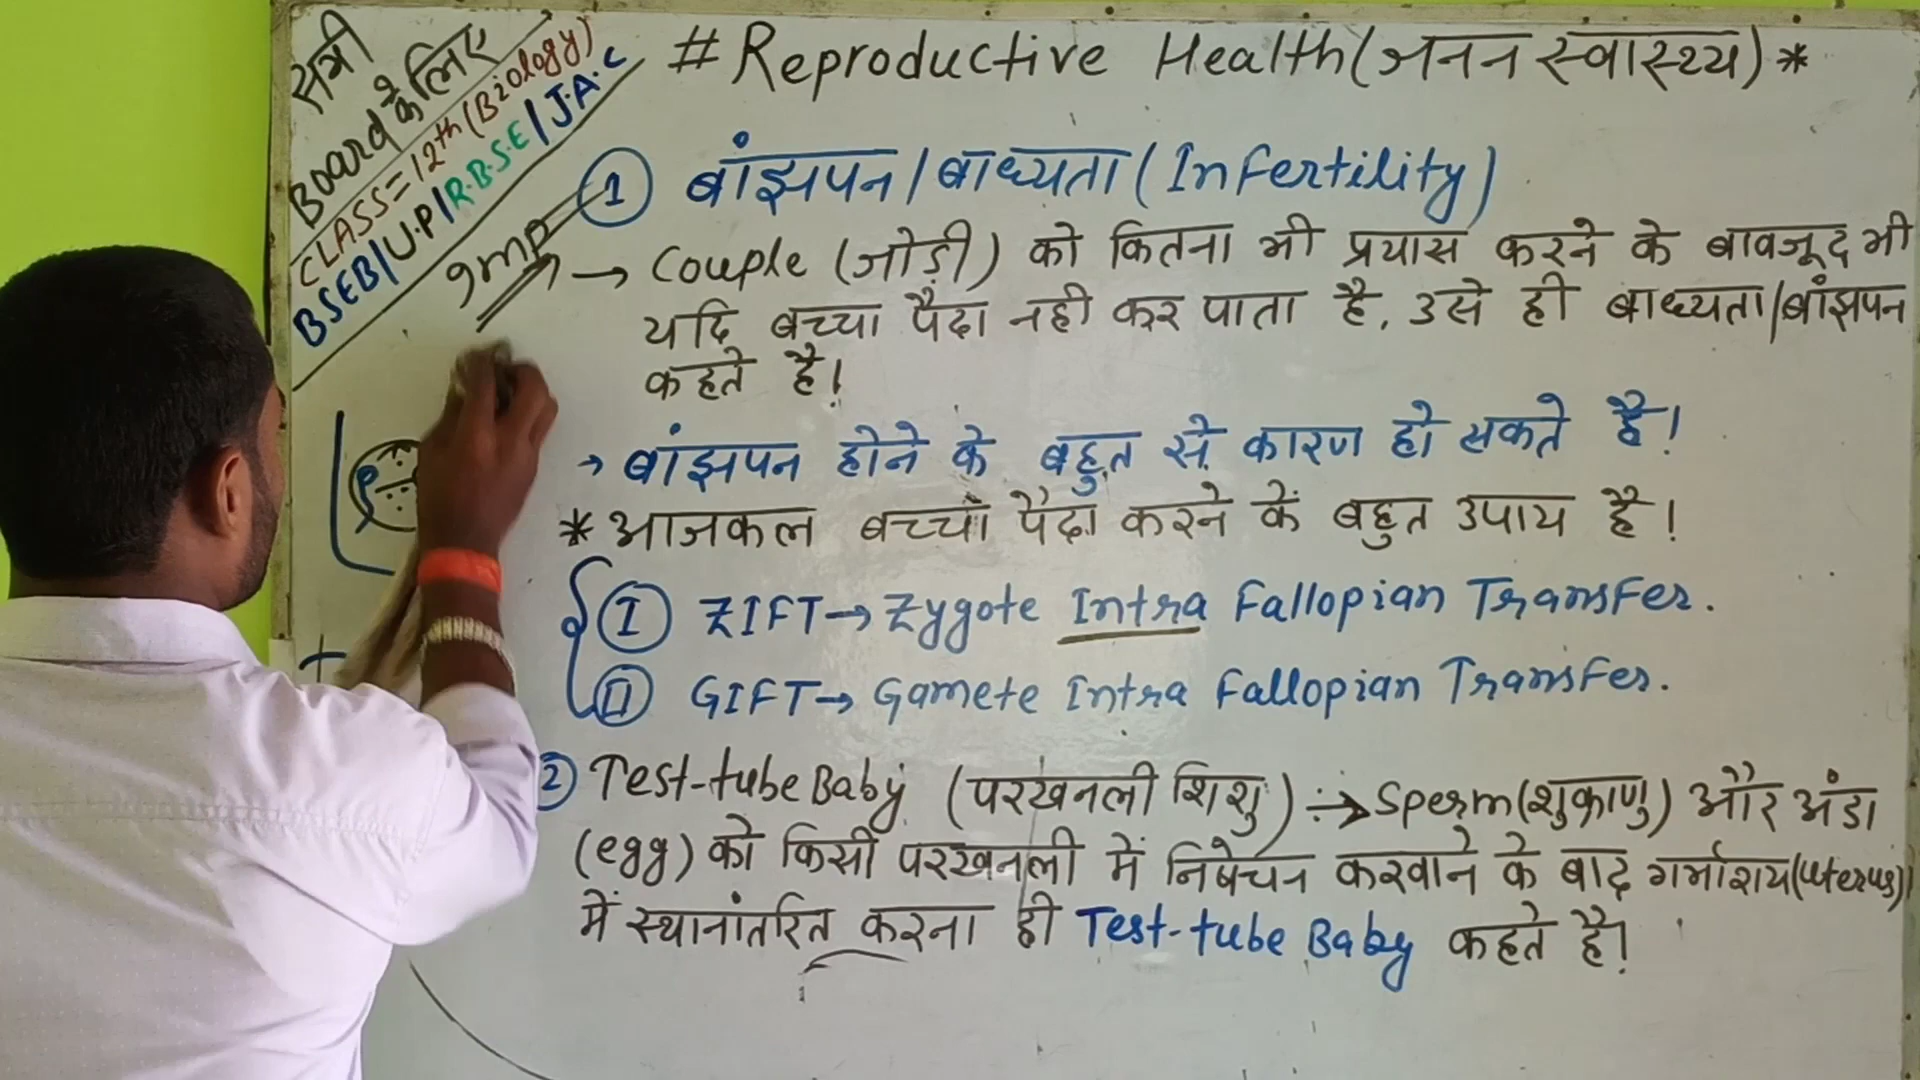 सभी
Board के लिए
CLASS=12th (Biology)
BSEB/U.P/R.B.S.E/J.A.C
# Reproductive Health (जनन स्वास्थ्य) *
Imp
① बांझपन/बाध्यता (Infertility)
→ Couple (जोड़ी) को कितना भी प्रयास करने के बावजूद भी
यदि बच्चा पैदा नही कर पाता है, उसे ही बाध्यता/बांझपन
कहते है!
→ बांझपन होने के बहुत से कारण हो सकते है!
* आजकल बच्चों पैदा करने के बहुत उपाय है!
Ⓘ ZIFT → Zygote Intra Fallopian Transfer.
Ⅱ GIFT → Gamete Intra Fallopian Transfer.
② Test-tube Baby (परखनली शिशु) :→ Sperm (शुक्राणु) और अंडा
(egg) को किसी परखनली में निषेचन करवाने के बाद गर्भाशय (uterus)
में स्थानांतरित करना ही Test-tube Baby कहते है!